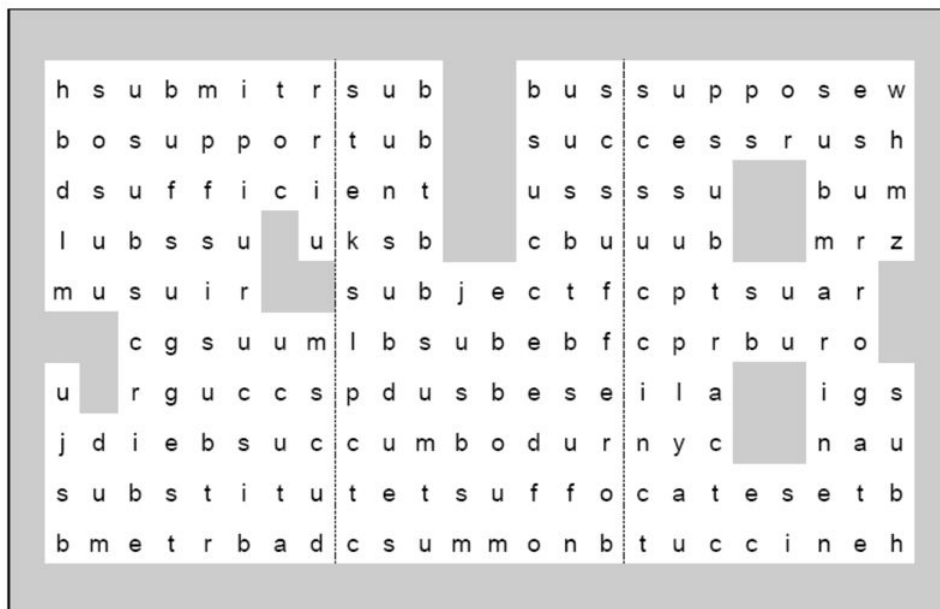 h s u b m i t r s u b b u s s u p p o s e w
b o s u p p o r t u b s u c c e s s r u s h
d s u f f i c i e n t u s s s s u b u m
l u b s s u u k s b c b u u u b m r z
m u s u i r s u b j e c t f c p t s u a r
c g s u u m l b s u b e b f c p r b u r o
u r g u c c s p d u s b e s e i l a i g s
j d i e b s u c c u m b o d u r n y c n a u
s u b s t i t u t e t s u f f o c a t e s e t b
b m e t r b a d c s u m m o n b t u c c i n e h